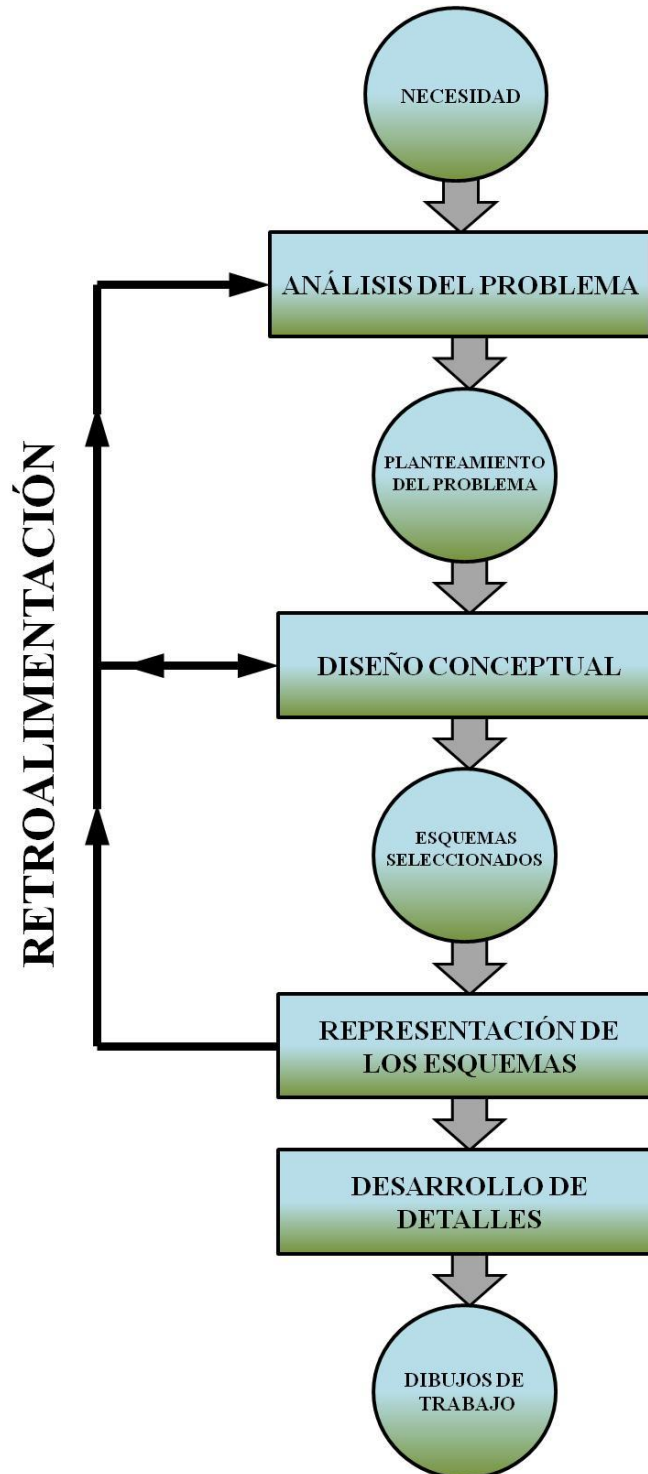 NECESIDAD
ANÁLISIS DEL PROBLEMA
PLANTEAMIENTO
DEL PROBLEMA
DISEÑO CONCEPTUAL
ESQUEMAS
SELECCIONADOS
REPRESENTACIÓN DE
LOS ESQUEMAS
DESARROLLO DE
DETALLES
DIBUJOS DE
TRABAJO
RETROALIMENTACIÓN